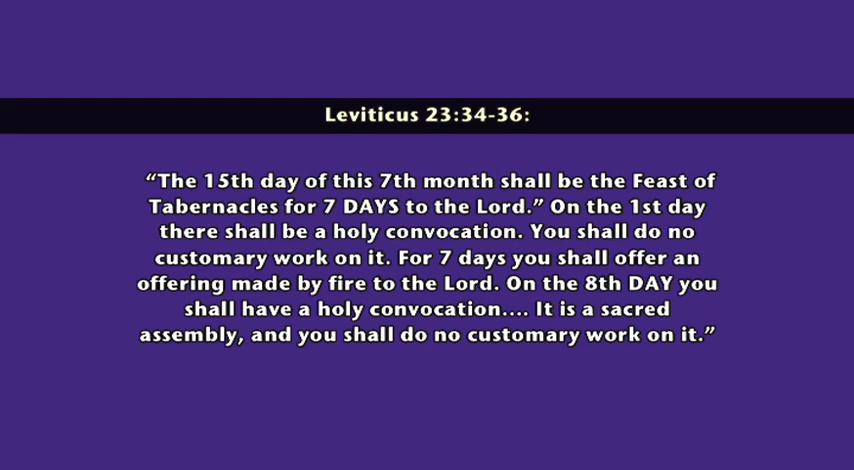 Leviticus 23:34-36:
“The 15th day of this 7th month shall be the Feast of
Tabernacles for 7 DAYS to the Lord.” On the 1st day
there shall be a holy convocation. You shall do no
customary work on it. For 7 days you shall offer an
offering made by fire to the Lord. On the 8th DAY you
shall have a holy convocation.... It is a sacred
assembly, and you shall do no customary work on it.”